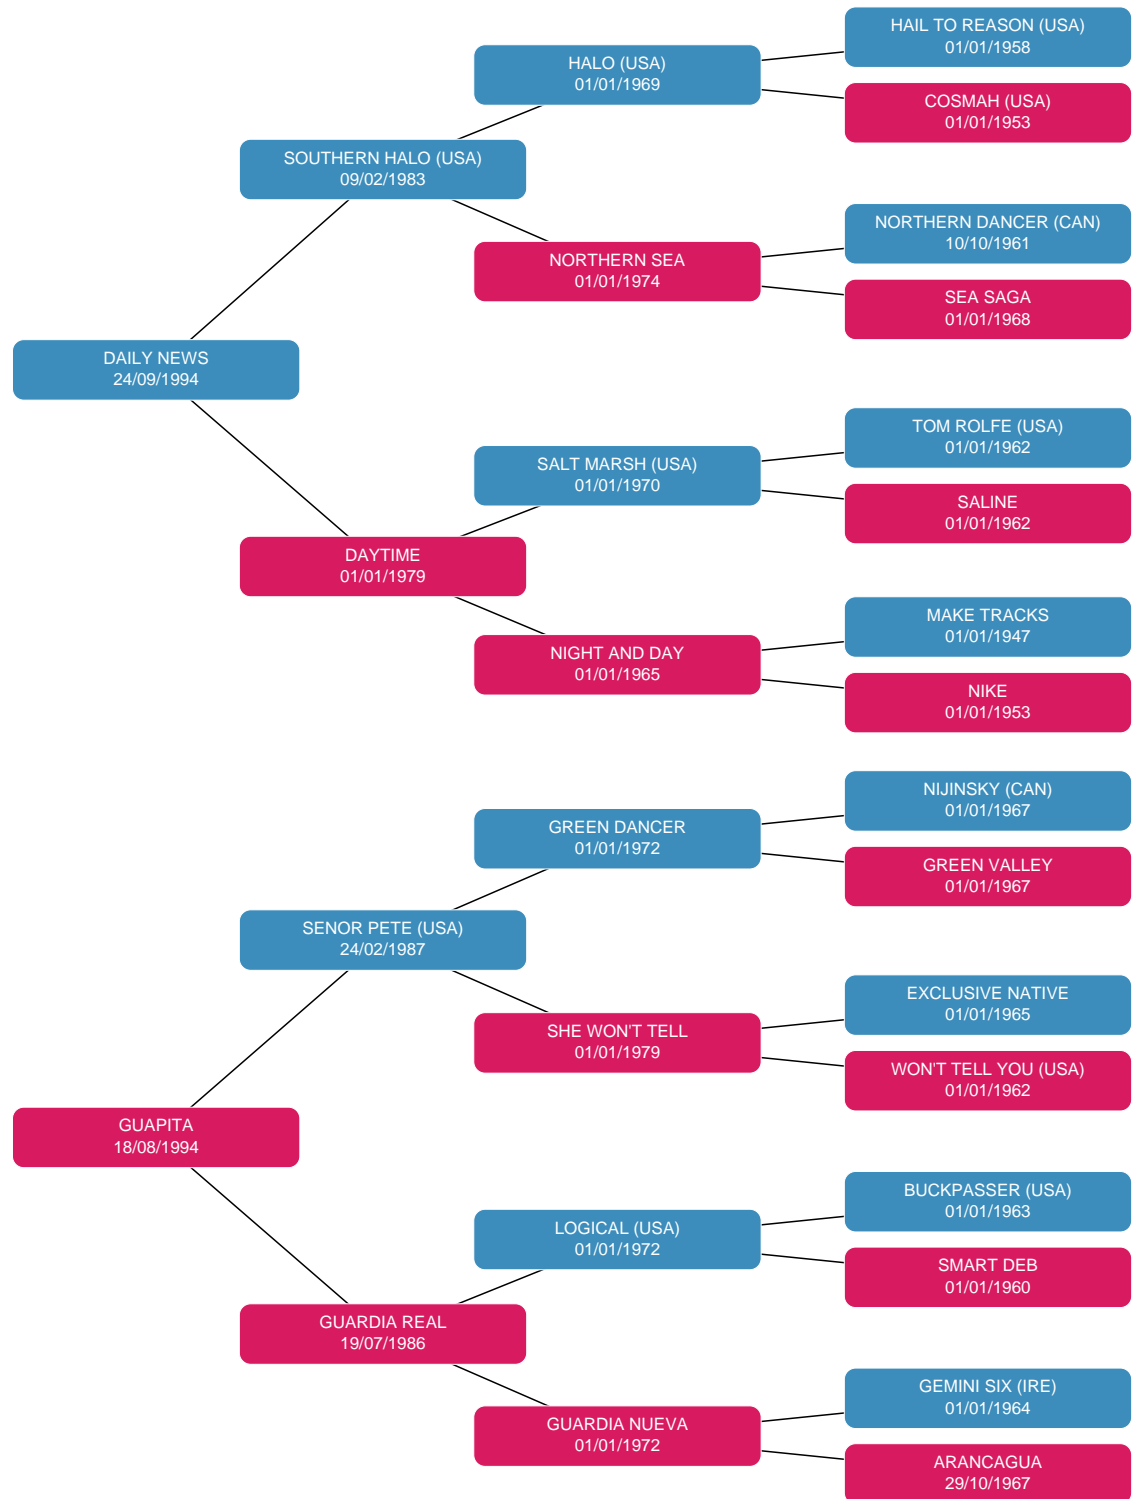 HAIL TO REASON (USA)
01/01/1958
HALO (USA)
01/01/1969
COSMAH (USA)
01/01/1953
SOUTHERN HALO (USA)
09/02/1983
NORTHERN DANCER (CAN)
10/10/1961
NORTHERN SEA
01/01/1974
SEA SAGA
01/01/1968
DAILY NEWS
24/09/1994
TOM ROLFE (USA)
01/01/1962
SALT MARSH (USA)
01/01/1970
SALINE
01/01/1962
DAYTIME
01/01/1979
MAKE TRACKS
01/01/1947
NIGHT AND DAY
01/01/1965
NIKE
01/01/1953
NIJINSKY (CAN)
01/01/1967
GREEN DANCER
01/01/1972
GREEN VALLEY
01/01/1967
SENOR PETE (USA)
24/02/1987
EXCLUSIVE NATIVE
01/01/1965
SHE WON'T TELL
01/01/1979
WON'T TELL YOU (USA)
01/01/1962
GUAPITA
18/08/1994
BUCKPASSER (USA)
01/01/1963
LOGICAL (USA)
01/01/1972
SMART DEB
01/01/1960
GUARDIA REAL
19/07/1986
GEMINI SIX (IRE)
01/01/1964
GUARDIA NUEVA
01/01/1972
ARANCAGUA
29/10/1967